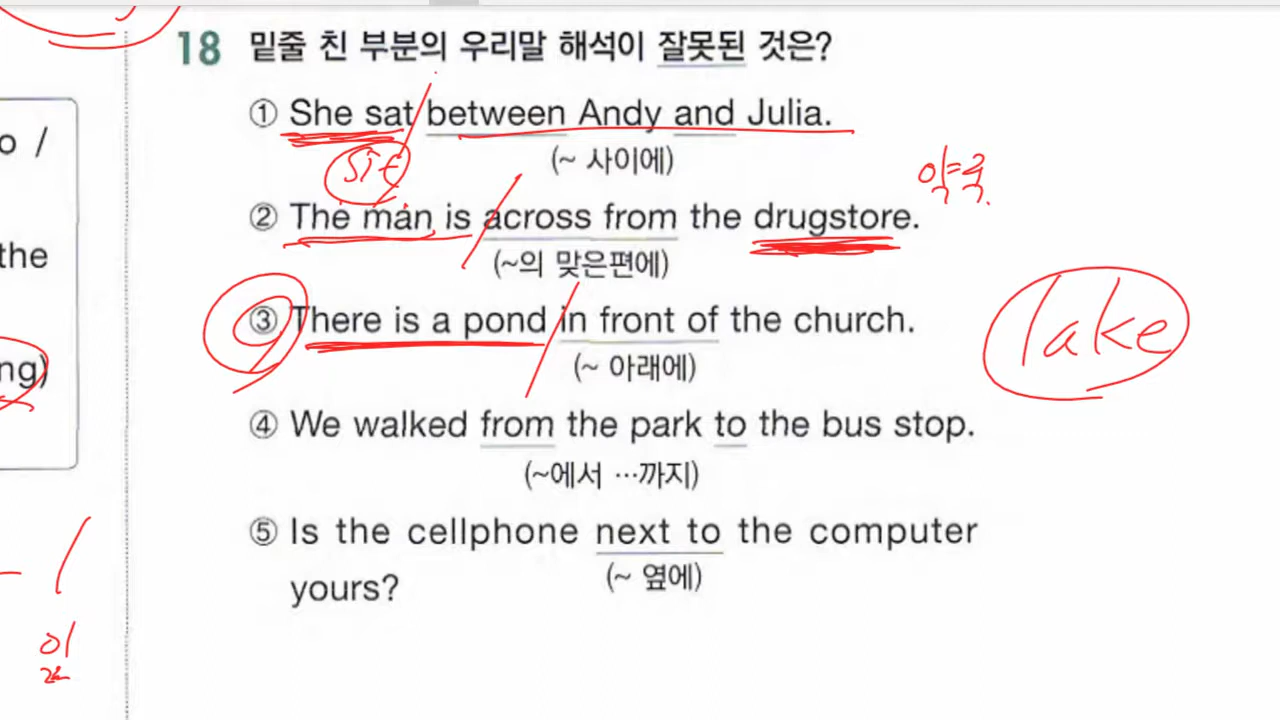 18 밑줄 친 부분의 우리말 해석이 잘못된 것은?
① She sat between Andy and Julia.
(~ 사이에)
sit
약국
② The man is across from the drugstore.
(~의 맞은편에)
③ There is a pond in front of the church.
(~ 아래에)
lake
④ We walked from the park to the bus stop.
(~에서 …까지)
⑤ Is the cellphone next to the computer
yours?
(~ 옆에)
o /
the
ng)